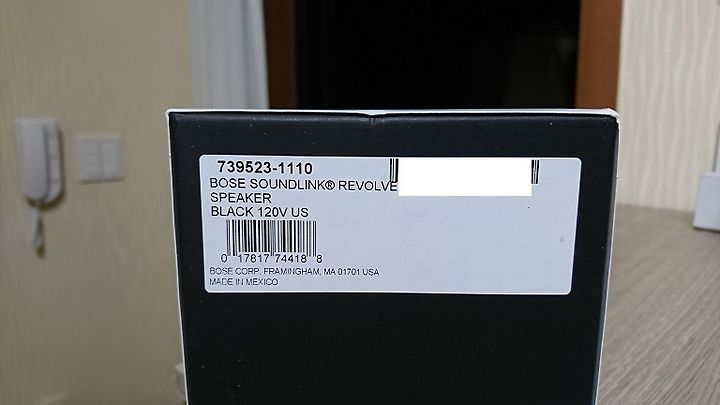 739523-1110
BOSE SOUNDLINK® REVOLVE
SPEAKER
BLACK 120V US
0 17817 74418 8
BOSE CORP. FRAMINGHAM, MA 01701 USA
MADE IN MEXICO